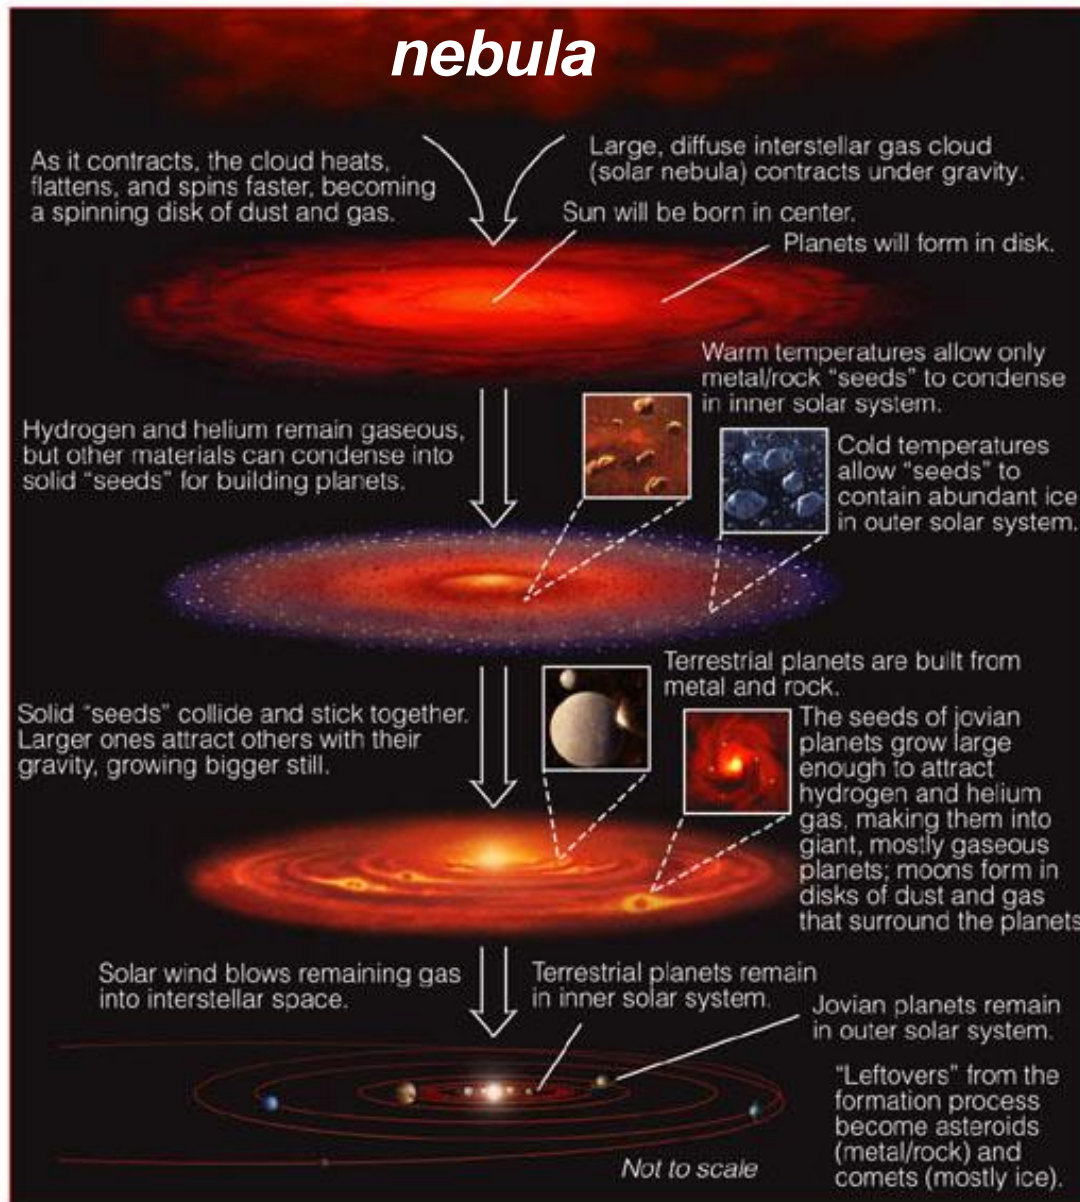 nebula
As it contracts, the cloud heats,
flattens, and spins faster, becoming
a spinning disk of dust and gas.
Large, diffuse interstellar gas cloud
(solar nebula) contracts under gravity.
Sun will be born in center.
Planets will form in disk.
Warm temperatures allow only
metal/rock “seeds” to condense
in inner solar system.
Hydrogen and helium remain gaseous,
but other materials can condense into
solid “seeds” for building planets.
Cold temperatures
allow “seeds” to
contain abundant ice
in outer solar system.
Terrestrial planets are built from
metal and rock.
Solid “seeds” collide and stick together.
Larger ones attract others with their
gravity, growing bigger still.
The seeds of jovian
planets grow large
enough to attract
hydrogen and helium
gas, making them into
giant, mostly gaseous
planets; moons form in
disks of dust and gas
that surround the planets
Solar wind blows remaining gas
into interstellar space.
Terrestrial planets remain
in inner solar system.
Jovian planets remain
in outer solar system.
“Leftovers” from the
formation process
become asteroids
(metal/rock) and
comets (mostly ice).
Not to scale